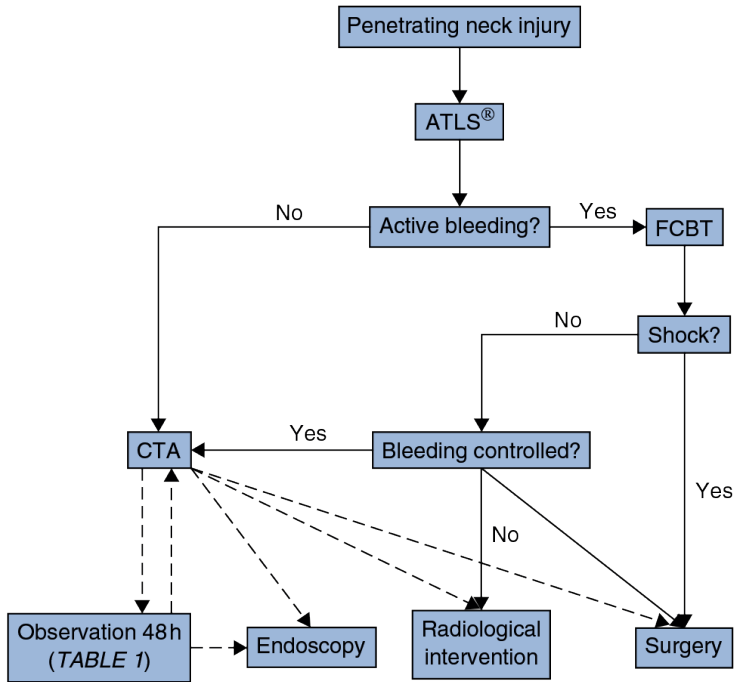 Penetrating neck injury
ATLS®
Active bleeding?
No
Yes
FCBT
Shock?
No
Yes
Bleeding controlled?
Yes
CTA
No
Observation 48 h
(TABLE 1)
Endoscopy
Radiological
intervention
Surgery